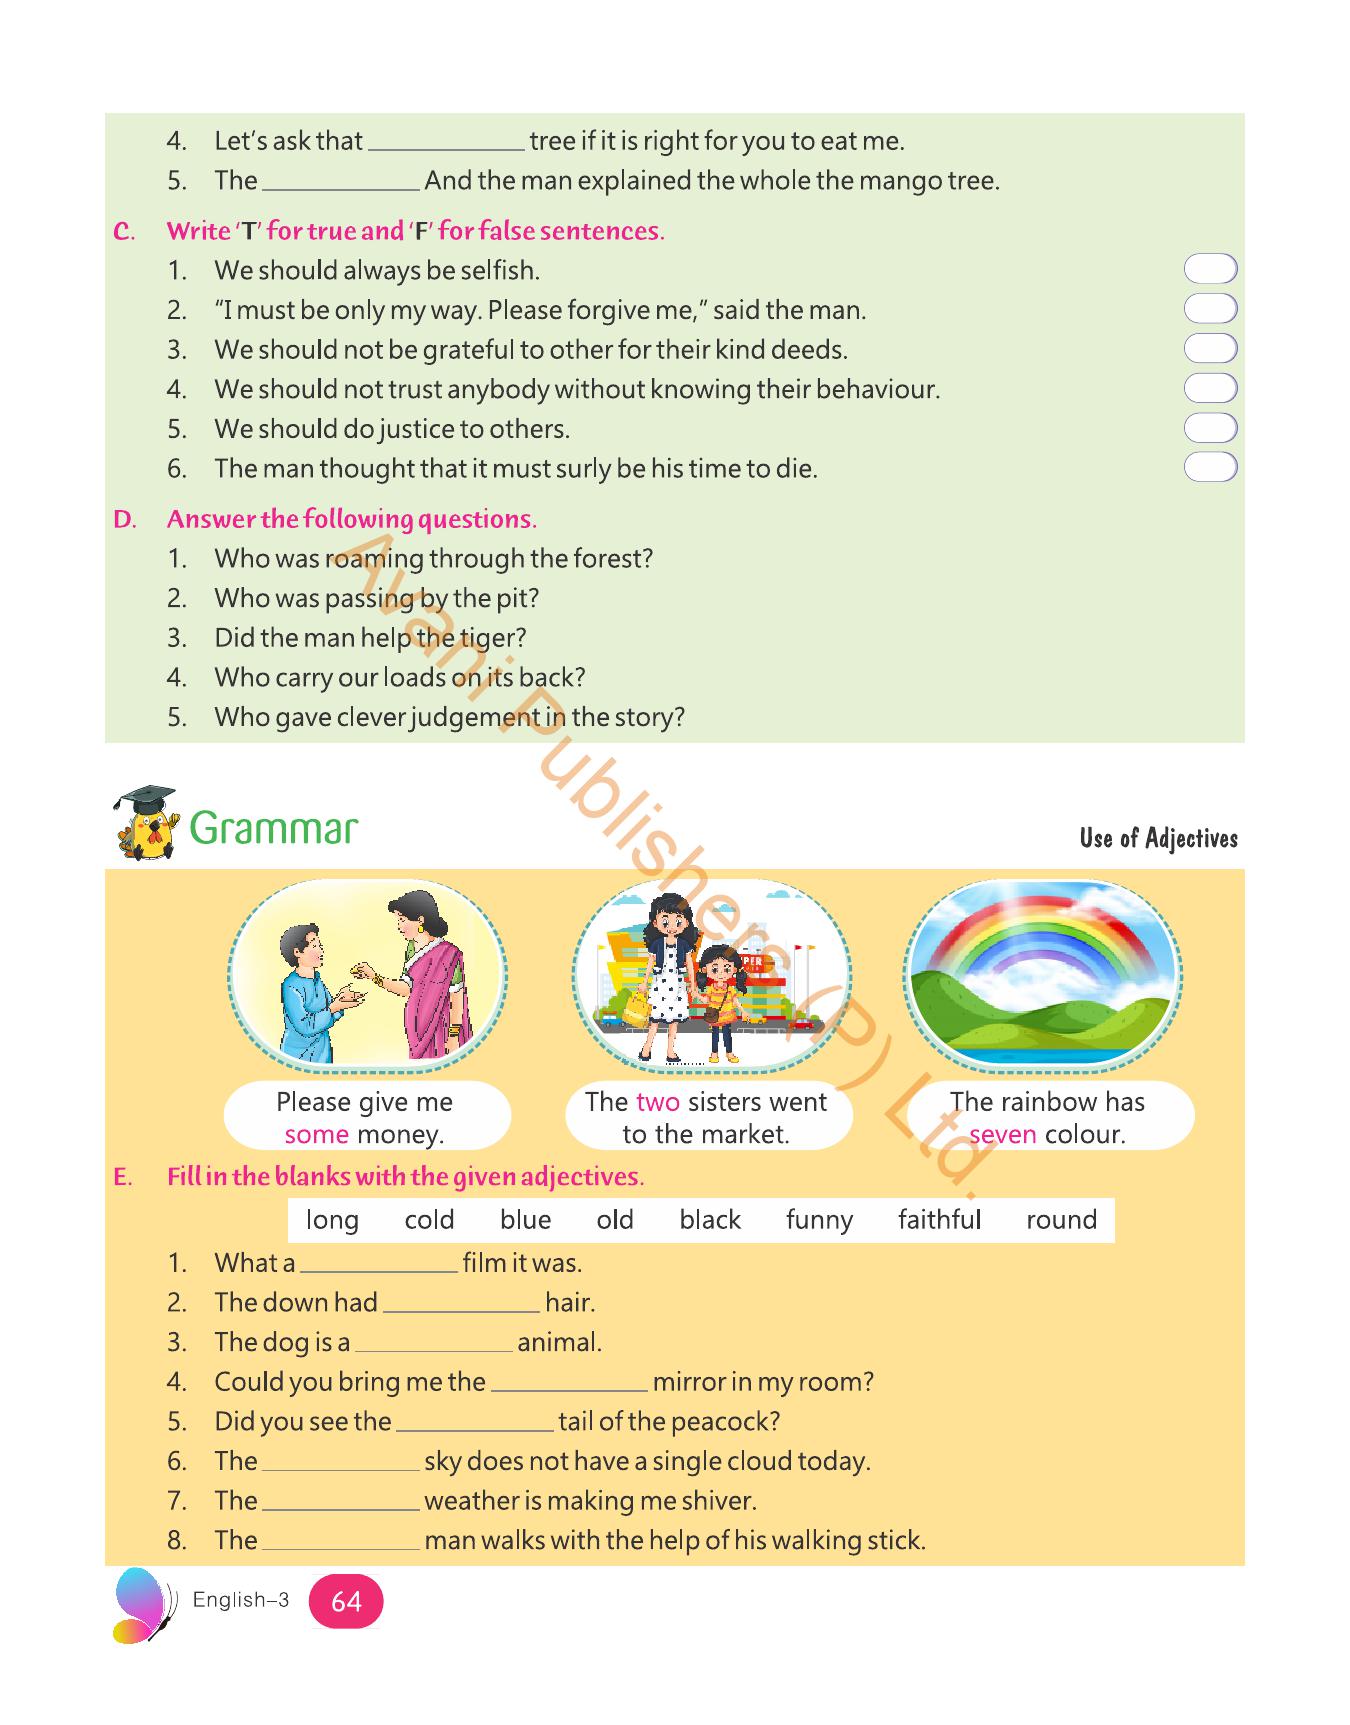 4. Let's ask that ____________ tree if it is right for you to eat me.
5. The ____________ And the man explained the whole the mango tree.
C. Write 'T' for true and 'F' for false sentences.
1. We should always be selfish.
2. “I must be only my way. Please forgive me,” said the man.
3. We should not be grateful to other for their kind deeds.
4. We should not trust anybody without knowing their behaviour.
5. We should do justice to others.
6. The man thought that it must surly be his time to die.
D. Answer the following questions.
1. Who was roaming through the forest?
2. Who was passing by the pit?
3. Did the man help the tiger?
4. Who carry our loads on its back?
5. Who gave clever judgement in the story?
Avani Publishers (P) Ltd.
Grammar
Use of Adjectives
PER
Please give me
some money.
The two sisters went
to the market.
The rainbow has
seven colour.
E. Fill in the blanks with the given adjectives.
long cold blue old black funny faithful round
1. What a ____________ film it was.
2. The down had ____________ hair.
3. The dog is a ____________ animal.
4. Could you bring me the ____________ mirror in my room?
5. Did you see the ____________ tail of the peacock?
6. The ____________ sky does not have a single cloud today.
7. The ____________ weather is making me shiver.
8. The ____________ man walks with the help of his walking stick.
English–3
64